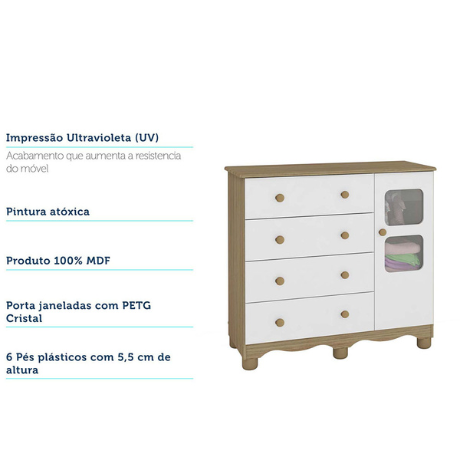 Impressão Ultravioleta (UV)
Acabamento que aumenta a resistencia
do móvel
Pintura atóxica
Produto 100% MDF
Porta janeladas com PETG
Cristal
6 Pés plásticos com 5,5 cm de
altura